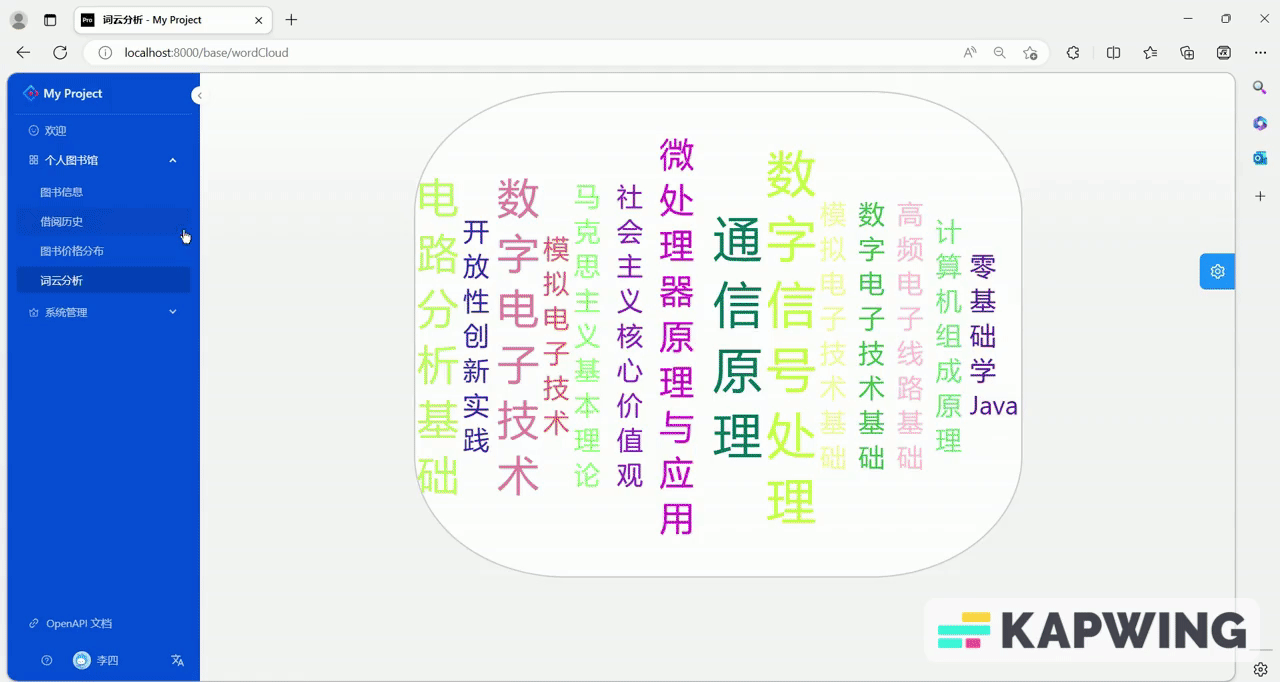 词云分析 - My Project
localhost:8000/base/wordCloud
My Project
欢迎
个人图书馆
图书信息
借阅历史
图书价格分布
词云分析
系统管理
OpenAPI 文档
李四
电路分析基础
开放性创新实践
数字电子技术
模拟电子技术
马克思主义基本理论
社会主义核心价值观
微处理器原理与应用
通信原理
数字信号处理
模拟电子技术基础
数字电子技术基础
高频电子线路基础
计算机组成原理
零基础学Java
KAPWING